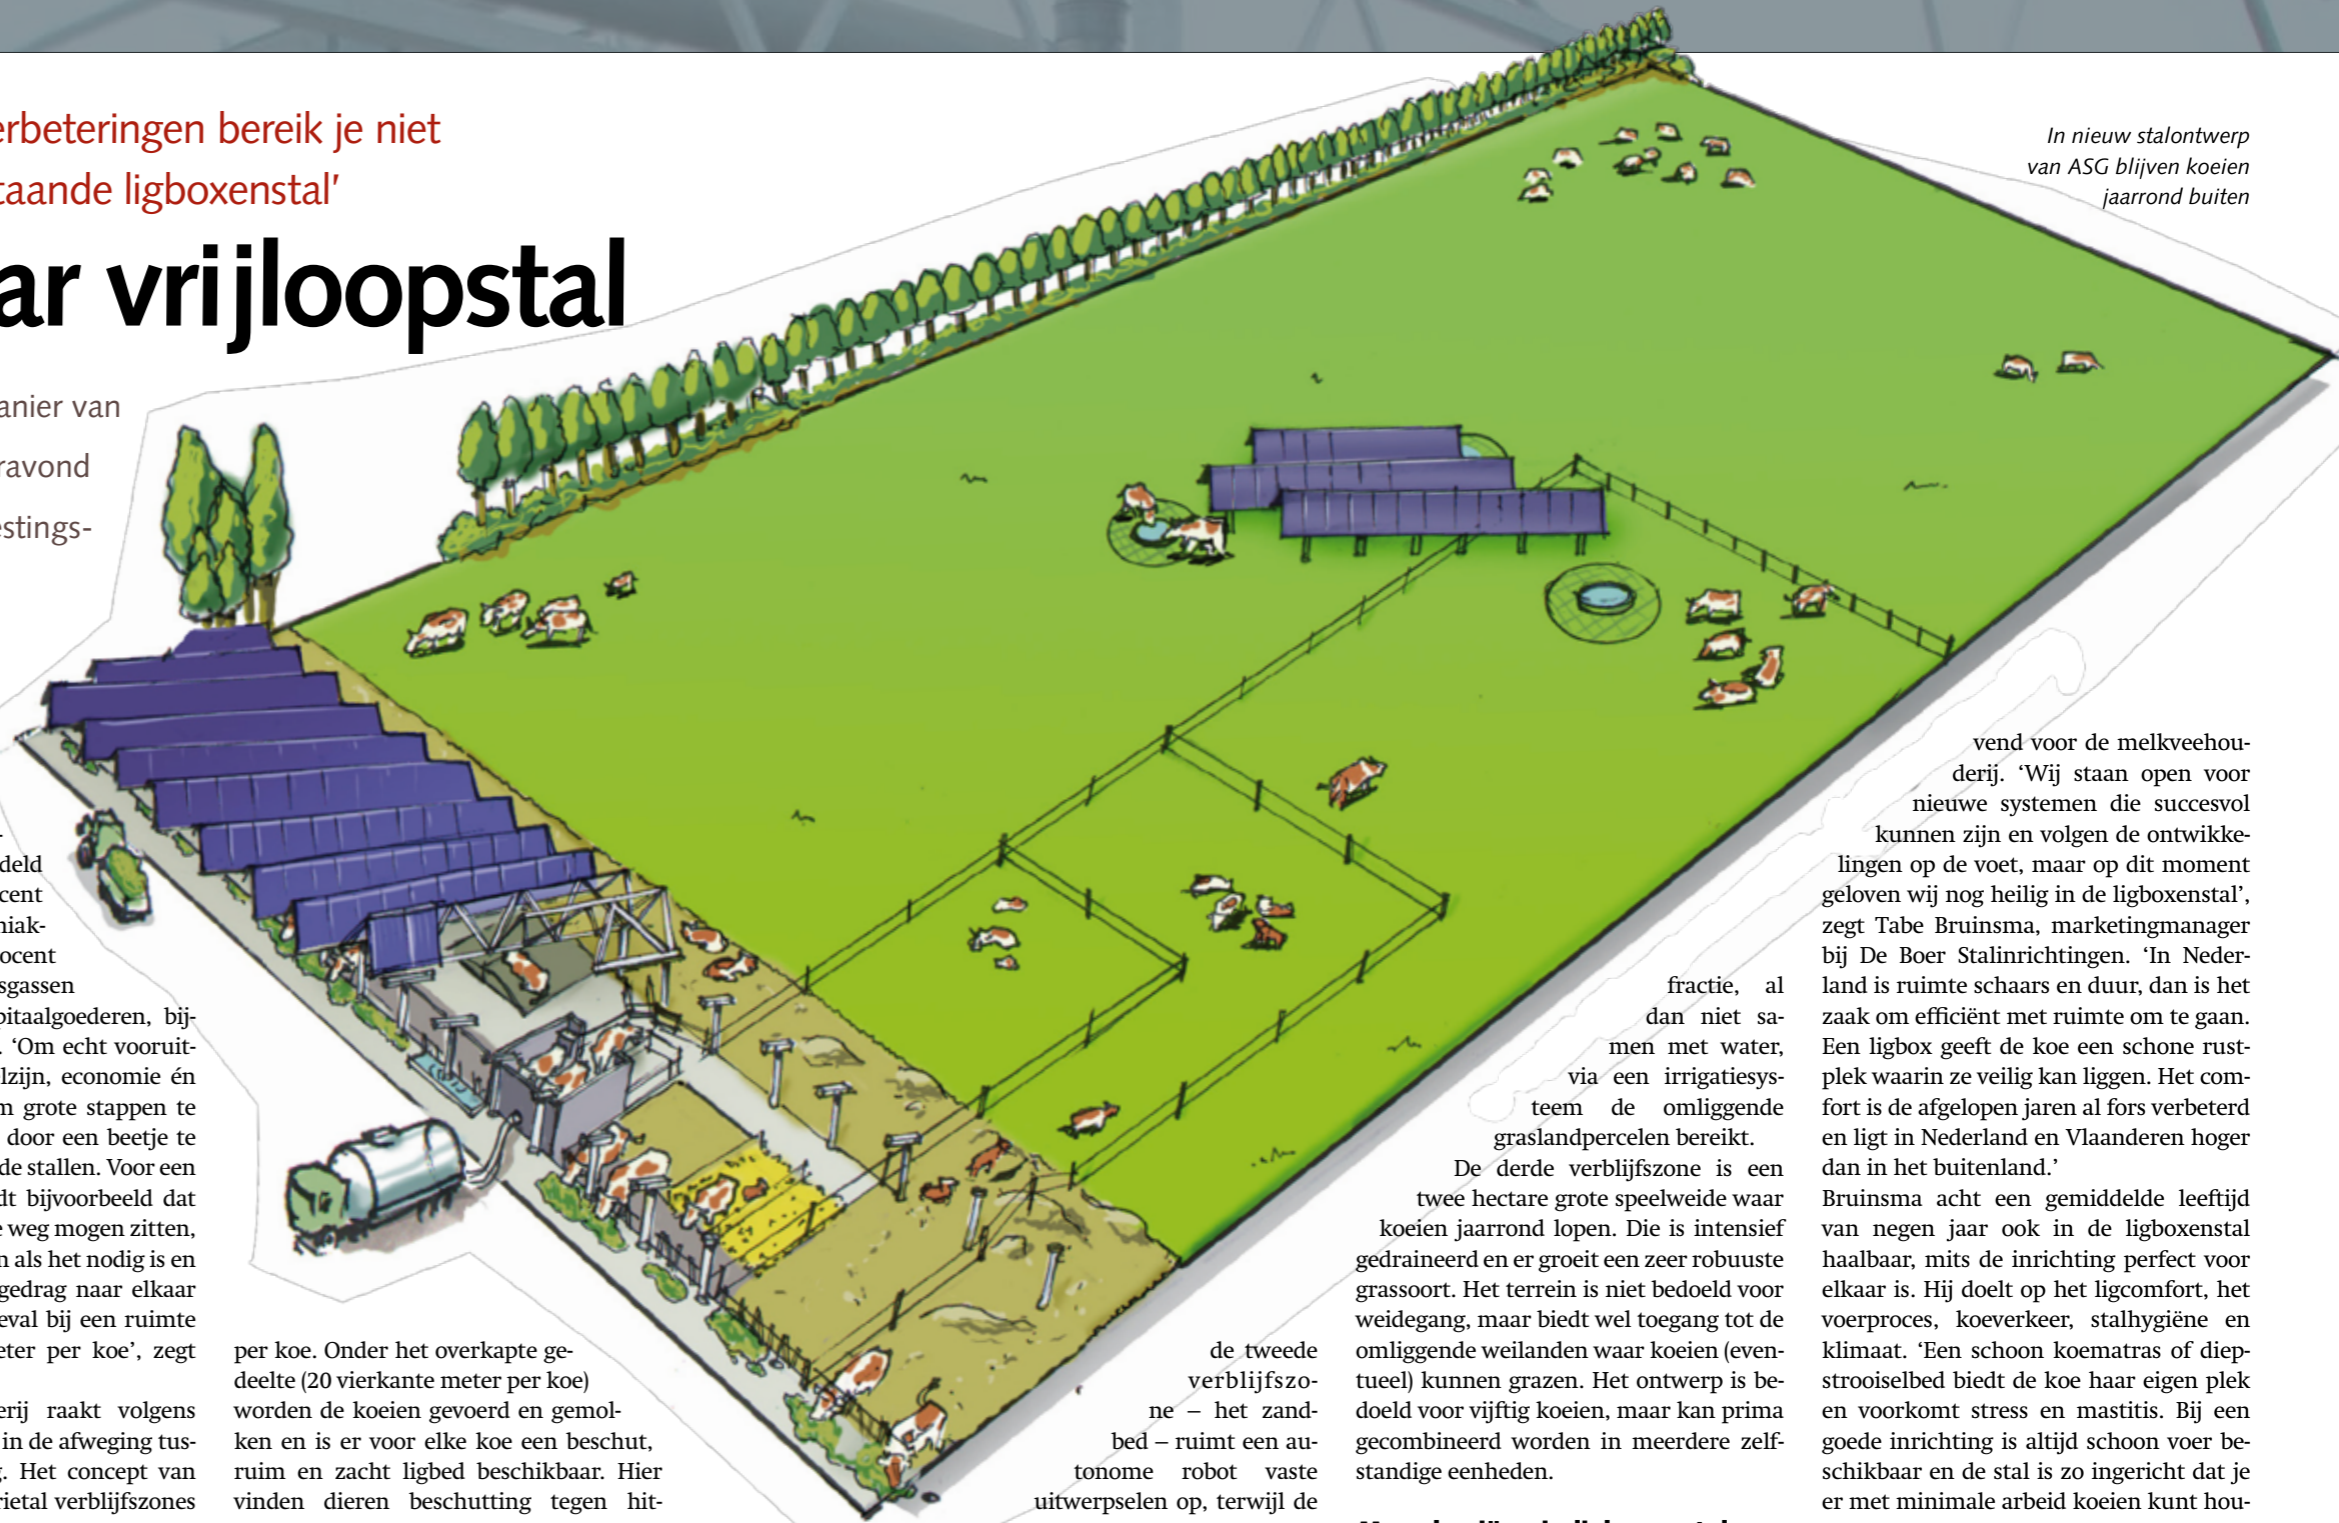 erbeteringen bereik je niet
taande ligboxenstal'
ar vrijloopstal
anier van
ravond
estings-
In nieuw stalontwerp
van ASG blijven koeien
jaarrond buiten
-
deld
cent
niak-
ocent
sgassen
pitaalgoederen, bij-
. ‘Om echt vooruit-
lzijn, economie én
m grote stappen te
door een beetje te
de stallen. Voor een
dt bijvoorbeeld dat
e weg mogen zitten,
n als het nodig is en
gedrag naar elkaar
eval bij een ruimte
eter per koe’, zegt
erij raakt volgens
in de afweging tus-
g. Het concept van
rietal verblijfszones
per koe. Onder het overkapte ge-
deelte (20 vierkante meter per koe)
worden de koeien gevoerd en gemol-
ken en is er voor elke koe een beschut,
ruim en zacht ligbed beschikbaar. Hier
vinden dieren beschutting tegen hit-
de tweede
verblijfszo-
ne – het zand-
bed – ruimt een au-
tonome robot vaste
uitwerpselen op, terwijl de
fractie, al
dan niet sa-
men met water,
via een irrigatiesys-
teem de omliggende
graslandpercelen bereikt.
De derde verblijfszone is een
twee hectare grote speelweide waar
koeien jaarrond lopen. Die is intensief
gedraineerd en er groeit een zeer robuuste
grassoort. Het terrein is niet bedoeld voor
weidegang, maar biedt wel toegang tot de
omliggende weilanden waar koeien (even-
tueel) kunnen grazen. Het ontwerp is be-
doeld voor vijftig koeien, maar kan prima
gecombineerd worden in meerdere zelf-
standige eenheden.
vend voor de melkveehou-
derij. ‘Wij staan open voor
nieuwe systemen die succesvol
kunnen zijn en volgen de ontwikke-
lingen op de voet, maar op dit moment
geloven wij nog heilig in de ligboxenstal’,
zegt Tabe Bruinsma, marketingmanager
bij De Boer Stalinrichtingen. ‘In Neder-
land is ruimte schaars en duur, dan is het
zaak om efficiënt met ruimte om te gaan.
Een ligbox geeft de koe een schone rust-
plek waarin ze veilig kan liggen. Het com-
fort is de afgelopen jaren al fors verbeterd
en ligt in Nederland en Vlaanderen hoger
dan in het buitenland.’
Bruinsma acht een gemiddelde leeftijd
van negen jaar ook in de ligboxenstal
haalbaar, mits de inrichting perfect voor
elkaar is. Hij doelt op het ligcomfort, het
voerproces, koeverkeer, stalhygiëne en
klimaat. ‘Een schoon koematras of diep-
strooiselbed biedt de koe haar eigen plek
en voorkomt stress en mastitis. Bij een
goede inrichting is altijd schoon voer be-
schikbaar en de stal is zo ingericht dat je
er met minimale arbeid koeien kunt hou-